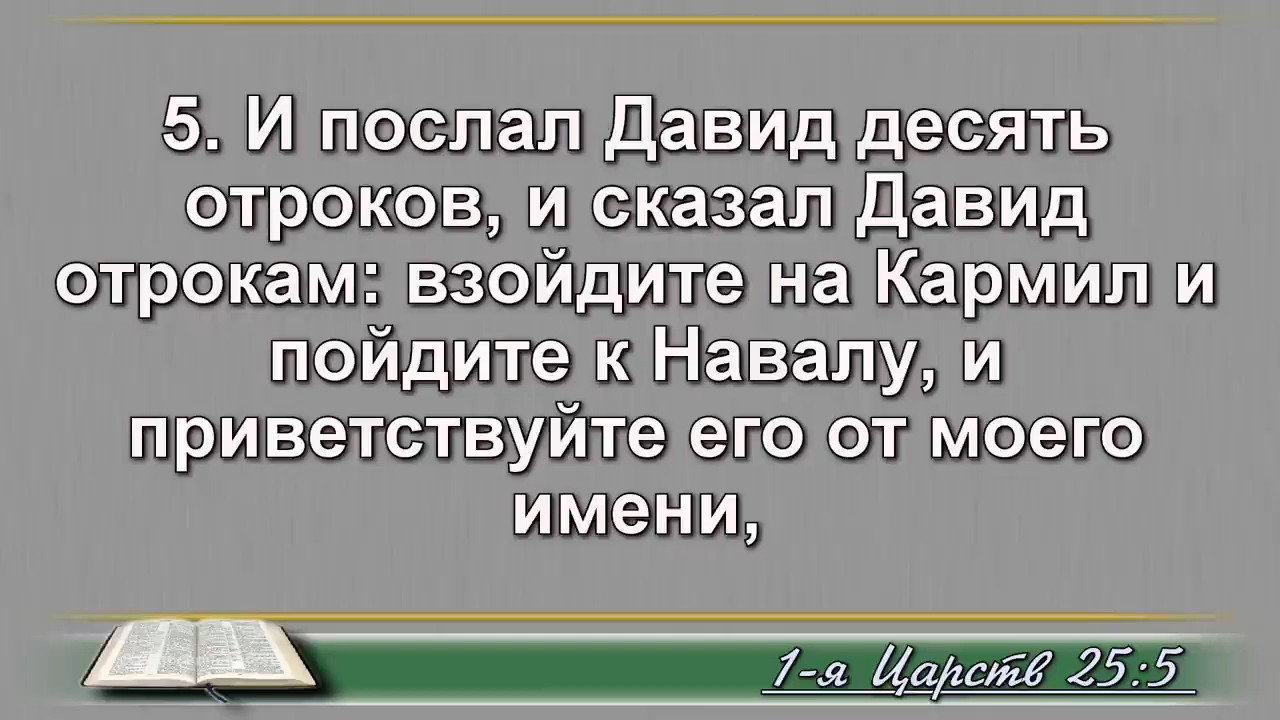 5. И послал Давид десять
отроков, и сказал Давид
отрокам: взойдите на Кармил и
пойдите к Навалу, и
приветствуйте его от моего
имени,
1-я Царств 25:5